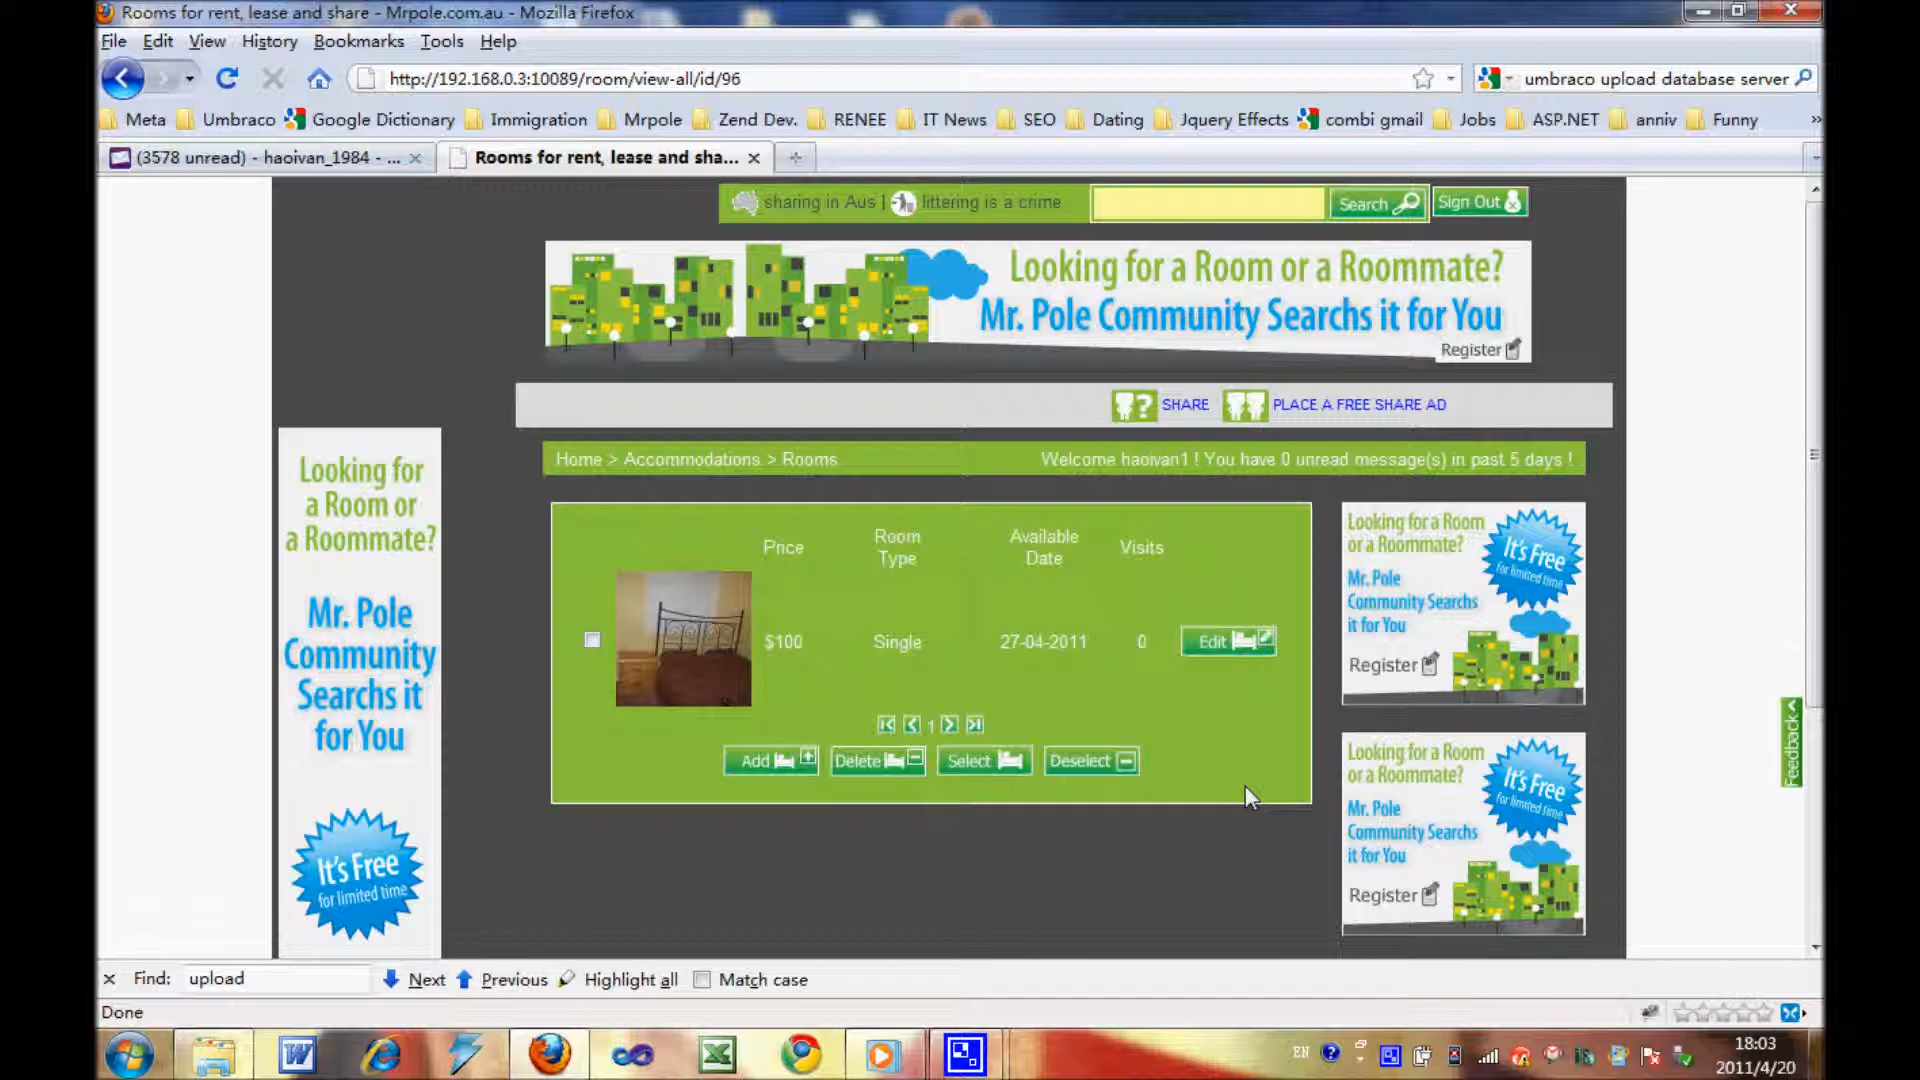 Rooms for rent, lease and share - Mrpole.com.au - Mozilla Firefox
File Edit View History Bookmarks Tools Help
http://192.168.0.3:10089/room/view-all/id/96
umbraco upload database server
Meta Umbraco Google Dictionary Immigration Mrpole Zend Dev. RENEE IT News SEO Dating Jquery Effects combi gmail Jobs ASP.NET anniv Funny »
(3578 unread) - haoivan_1984 - ...
Rooms for rent, lease and sha...
sharing in Aus | littering is a crime
Search
Sign Out
Looking for a Room or a Roommate?
Mr. Pole Community Searchs it for You
Register
SHARE
PLACE A FREE SHARE AD
Home > Accommodations > Rooms
Welcome haoivan1 ! You have 0 unread message(s) in past 5 days !
Looking for
a Room or
a Roommate?
Mr. Pole
Community
Searchs it
for You
It's Free
for limited time
Price
Room
Type
Available
Date
Visits
$100
Single
27-04-2011
0
Edit
1
Add
Delete
Select
Deselect
Looking for a Room
or a Roommate?
Mr. Pole
Community Searchs
it for You
It's Free
for limited time
Register
Looking for a Room
or a Roommate?
Mr. Pole
Community Searchs
it for You
It's Free
for limited time
Register
Feedback
Find: upload Next Previous Highlight all Match case
Done
EN
18:03
2011/4/20